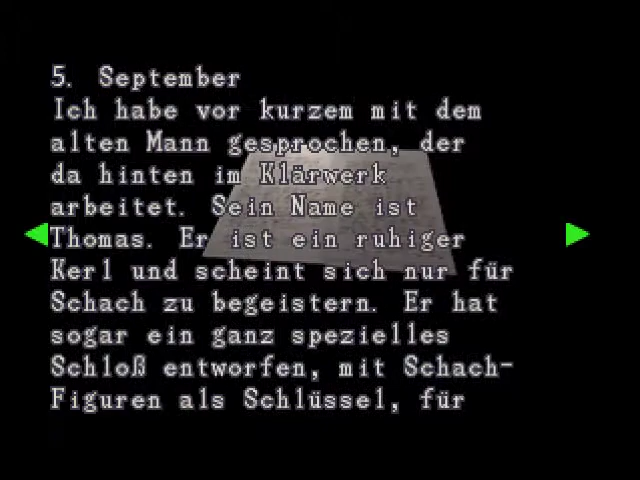 5. September
Ich habe vor kurzem mit dem
alten Mann gesprochen, der
da hinten im Klärwerk
arbeitet. Sein Name ist
Thomas. Er ist ein ruhiger
Kerl und scheint sich nur für
Schach zu begeistern. Er hat
sogar ein ganz spezielles
Schloß entworfen, mit Schach-
Figuren als Schlüssel, für